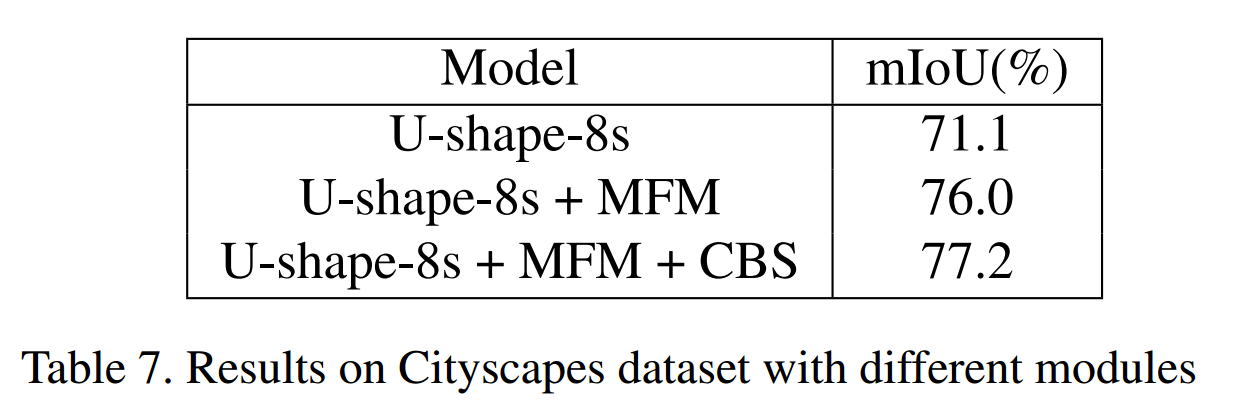 Model mIoU(%)
U-shape-8s 71.1
U-shape-8s + MFM 76.0
U-shape-8s + MFM + CBS 77.2
Table 7. Results on Cityscapes dataset with different modules